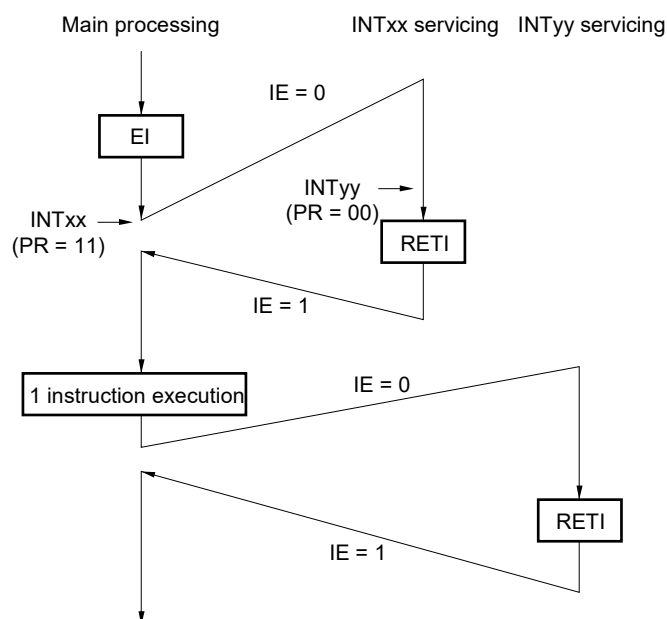 Main processing INTxx servicing INTyy servicing
IE = 0
EI
INTyy
(PR = 00)
INTxx
(PR = 11)
RETI
IE = 1
1 instruction execution
IE = 0
RETI
IE = 1